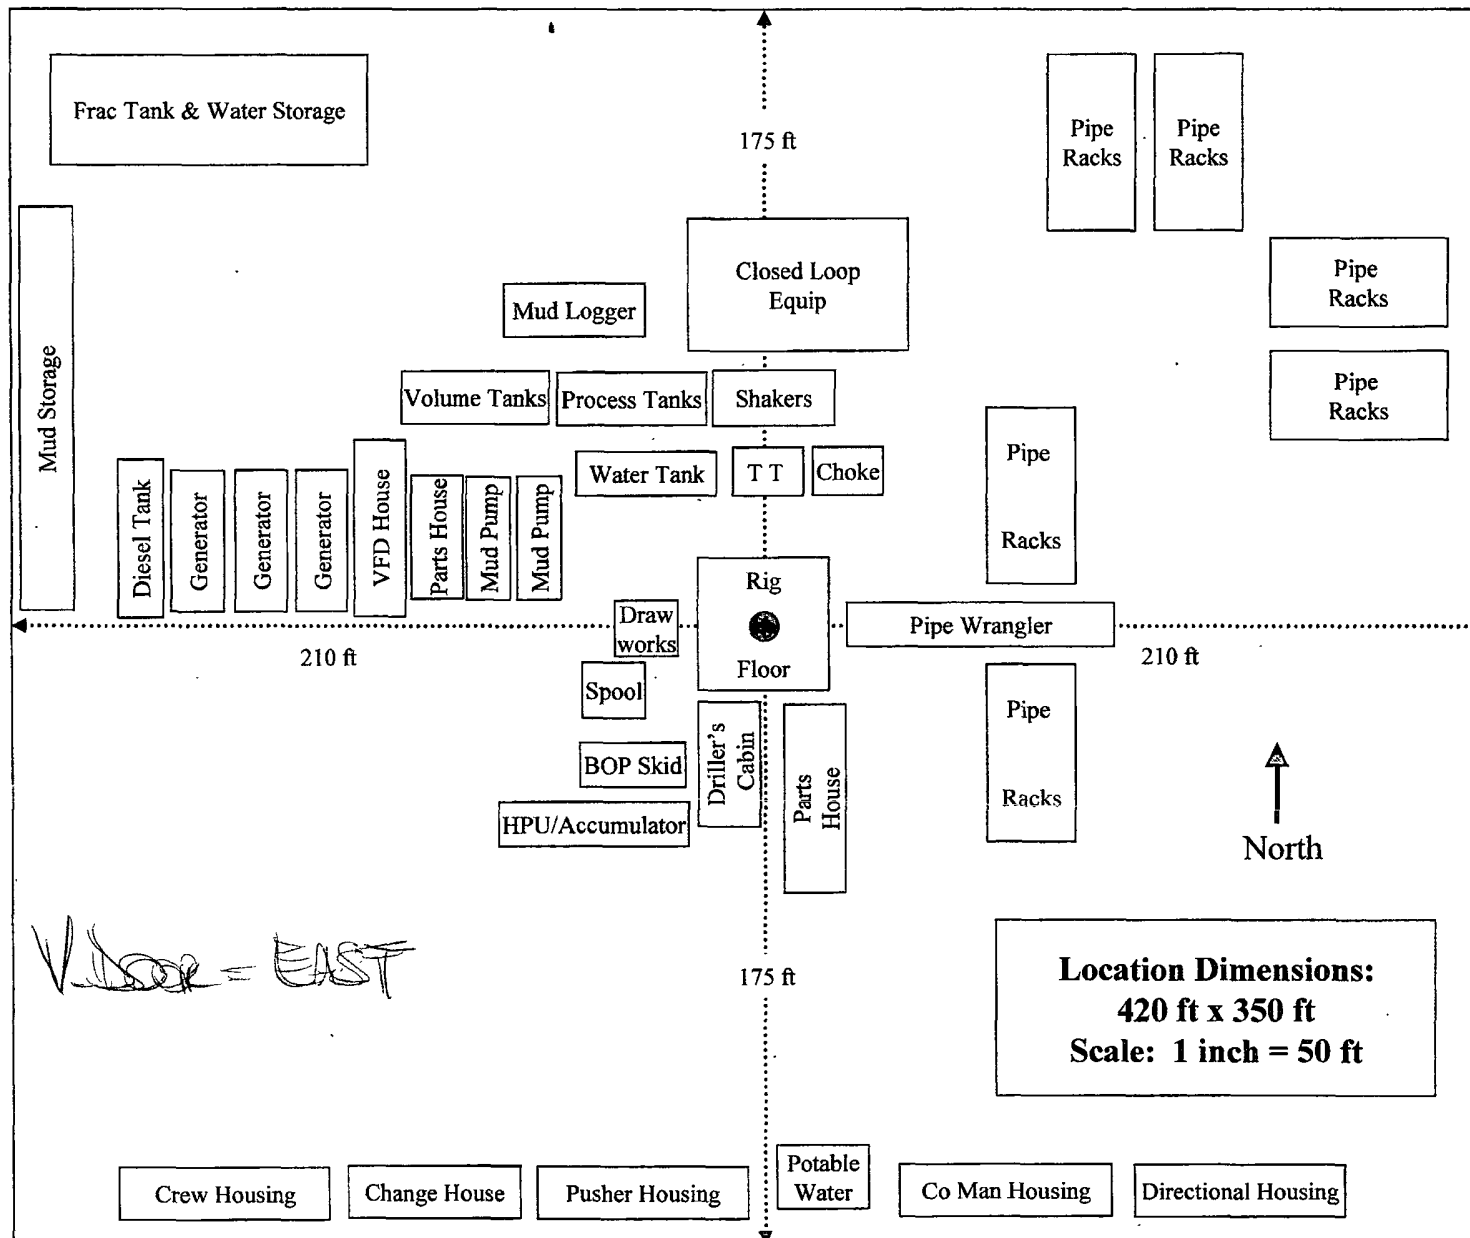 Frac Tank & Water Storage
175 ft
Pipe
Racks
Pipe
Racks
Closed Loop
Equip
Pipe
Racks
Mud Logger
Mud Storage
Volume Tanks
Process Tanks
Shakers
Pipe
Racks
Diesel Tank
Generator
Generator
Generator
VFD House
Parts House
Mud Pump
Mud Pump
Water Tank
T T
Choke
Pipe
Racks
Rig
Floor
Draw
works
Pipe Wrangler
210 ft
210 ft
Spool
BOP Skid
HPU/Accumulator
Driller's
Cabin
Parts
House
Pipe
Racks
North
V-DOOR = EAST
175 ft
Location Dimensions:
420 ft x 350 ft
Scale: 1 inch = 50 ft
Crew Housing
Change House
Pusher Housing
Potable
Water
Co Man Housing
Directional Housing